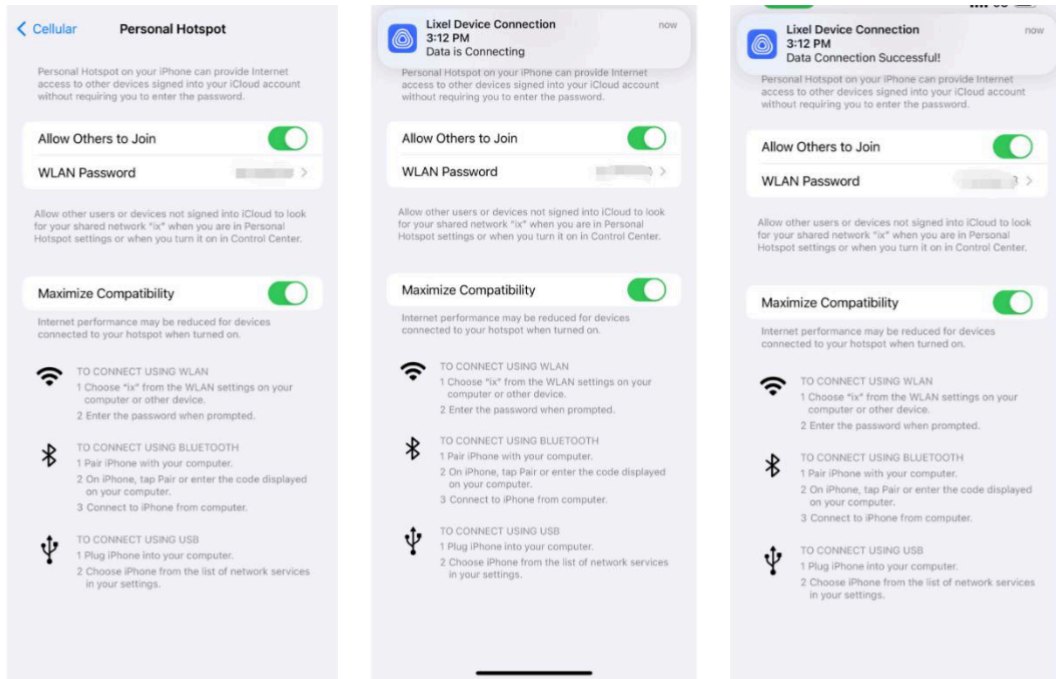 Cellular
Personal Hotspot
Personal Hotspot on your iPhone can provide Internet
access to other devices signed into your iCloud account
without requiring you to enter the password.
Allow Others to Join
WLAN Password
Allow other users or devices not signed into iCloud to look
for your shared network "ix" when you are in Personal
Hotspot settings or when you turn it on in Control Center.
Maximize Compatibility
Internet performance may be reduced for devices
connected to your hotspot when turned on.
TO CONNECT USING WLAN
1 Choose "ix" from the WLAN settings on your
computer or other device.
2 Enter the password when prompted.
TO CONNECT USING BLUETOOTH
1 Pair iPhone with your computer.
2 On iPhone, tap Pair or enter the code displayed
on your computer.
3 Connect to iPhone from computer.
TO CONNECT USING USB
1 Plug iPhone into your computer.
2 Choose iPhone from the list of network services
in your settings.
Lixel Device Connection
now
3:12 PM
Data is Connecting
Personal Hotspot on your iPhone can provide Internet
access to other devices signed into your iCloud account
without requiring you to enter the password.
Allow Others to Join
WLAN Password
Allow other users or devices not signed into iCloud to look
for your shared network "ix" when you are in Personal
Hotspot settings or when you turn it on in Control Center.
Maximize Compatibility
Internet performance may be reduced for devices
connected to your hotspot when turned on.
TO CONNECT USING WLAN
1 Choose "ix" from the WLAN settings on your
computer or other device.
2 Enter the password when prompted.
TO CONNECT USING BLUETOOTH
1 Pair iPhone with your computer.
2 On iPhone, tap Pair or enter the code displayed
on your computer.
3 Connect to iPhone from computer.
TO CONNECT USING USB
1 Plug iPhone into your computer.
2 Choose iPhone from the list of network services
in your settings.
Lixel Device Connection
now
3:12 PM
Data Connection Successful!
Personal Hotspot on your iPhone can provide Internet
access to other devices signed into your iCloud account
without requiring you to enter the password.
Allow Others to Join
WLAN Password
Allow other users or devices not signed into iCloud to look
for your shared network "ix" when you are in Personal
Hotspot settings or when you turn it on in Control Center.
Maximize Compatibility
Internet performance may be reduced for devices
connected to your hotspot when turned on.
TO CONNECT USING WLAN
1 Choose "ix" from the WLAN settings on your
computer or other device.
2 Enter the password when prompted.
TO CONNECT USING BLUETOOTH
1 Pair iPhone with your computer.
2 On iPhone, tap Pair or enter the code displayed
on your computer.
3 Connect to iPhone from computer.
TO CONNECT USING USB
1 Plug iPhone into your computer.
2 Choose iPhone from the list of network services
in your settings.